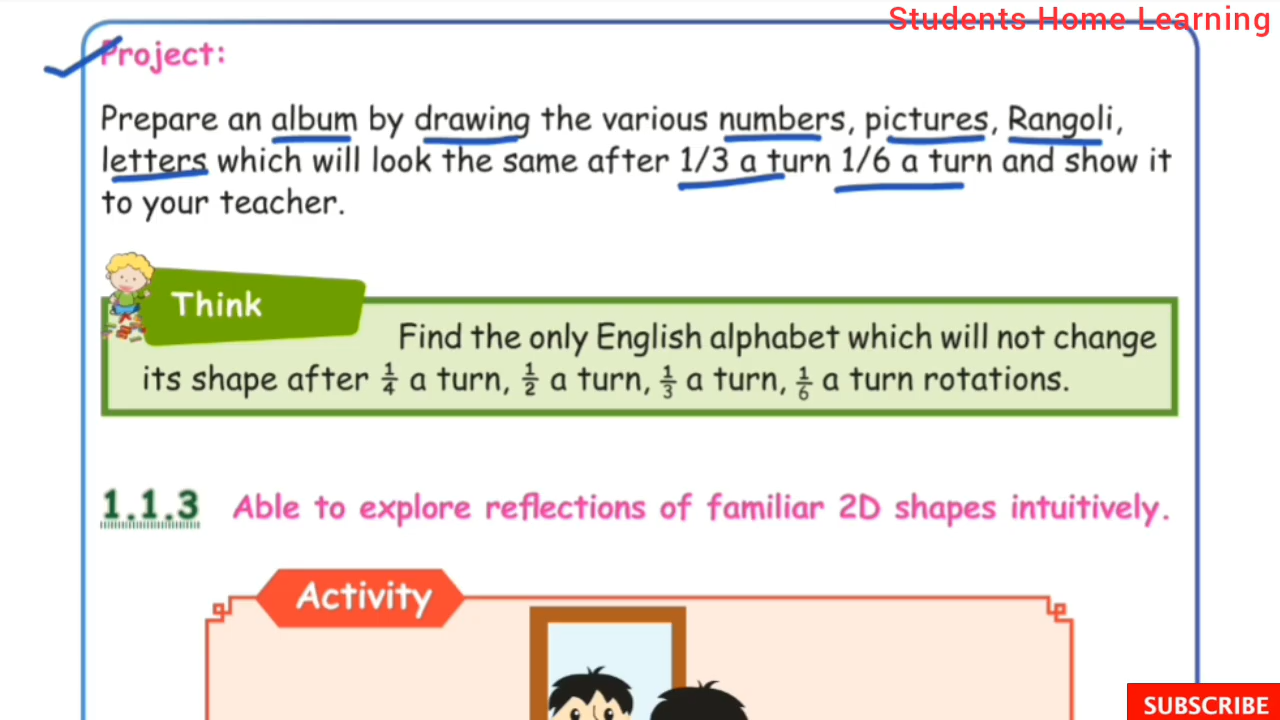 Students Home Learning
Project:
Prepare an album by drawing the various numbers, pictures, Rangoli,
letters which will look the same after 1/3 a turn 1/6 a turn and show it
to your teacher.
Think
Find the only English alphabet which will not change
its shape after 1/4 a turn, 1/2 a turn, 1/3 a turn, 1/6 a turn rotations.
1.1.3 Able to explore reflections of familiar 2D shapes intuitively.
Activity
SUBSCRIBE